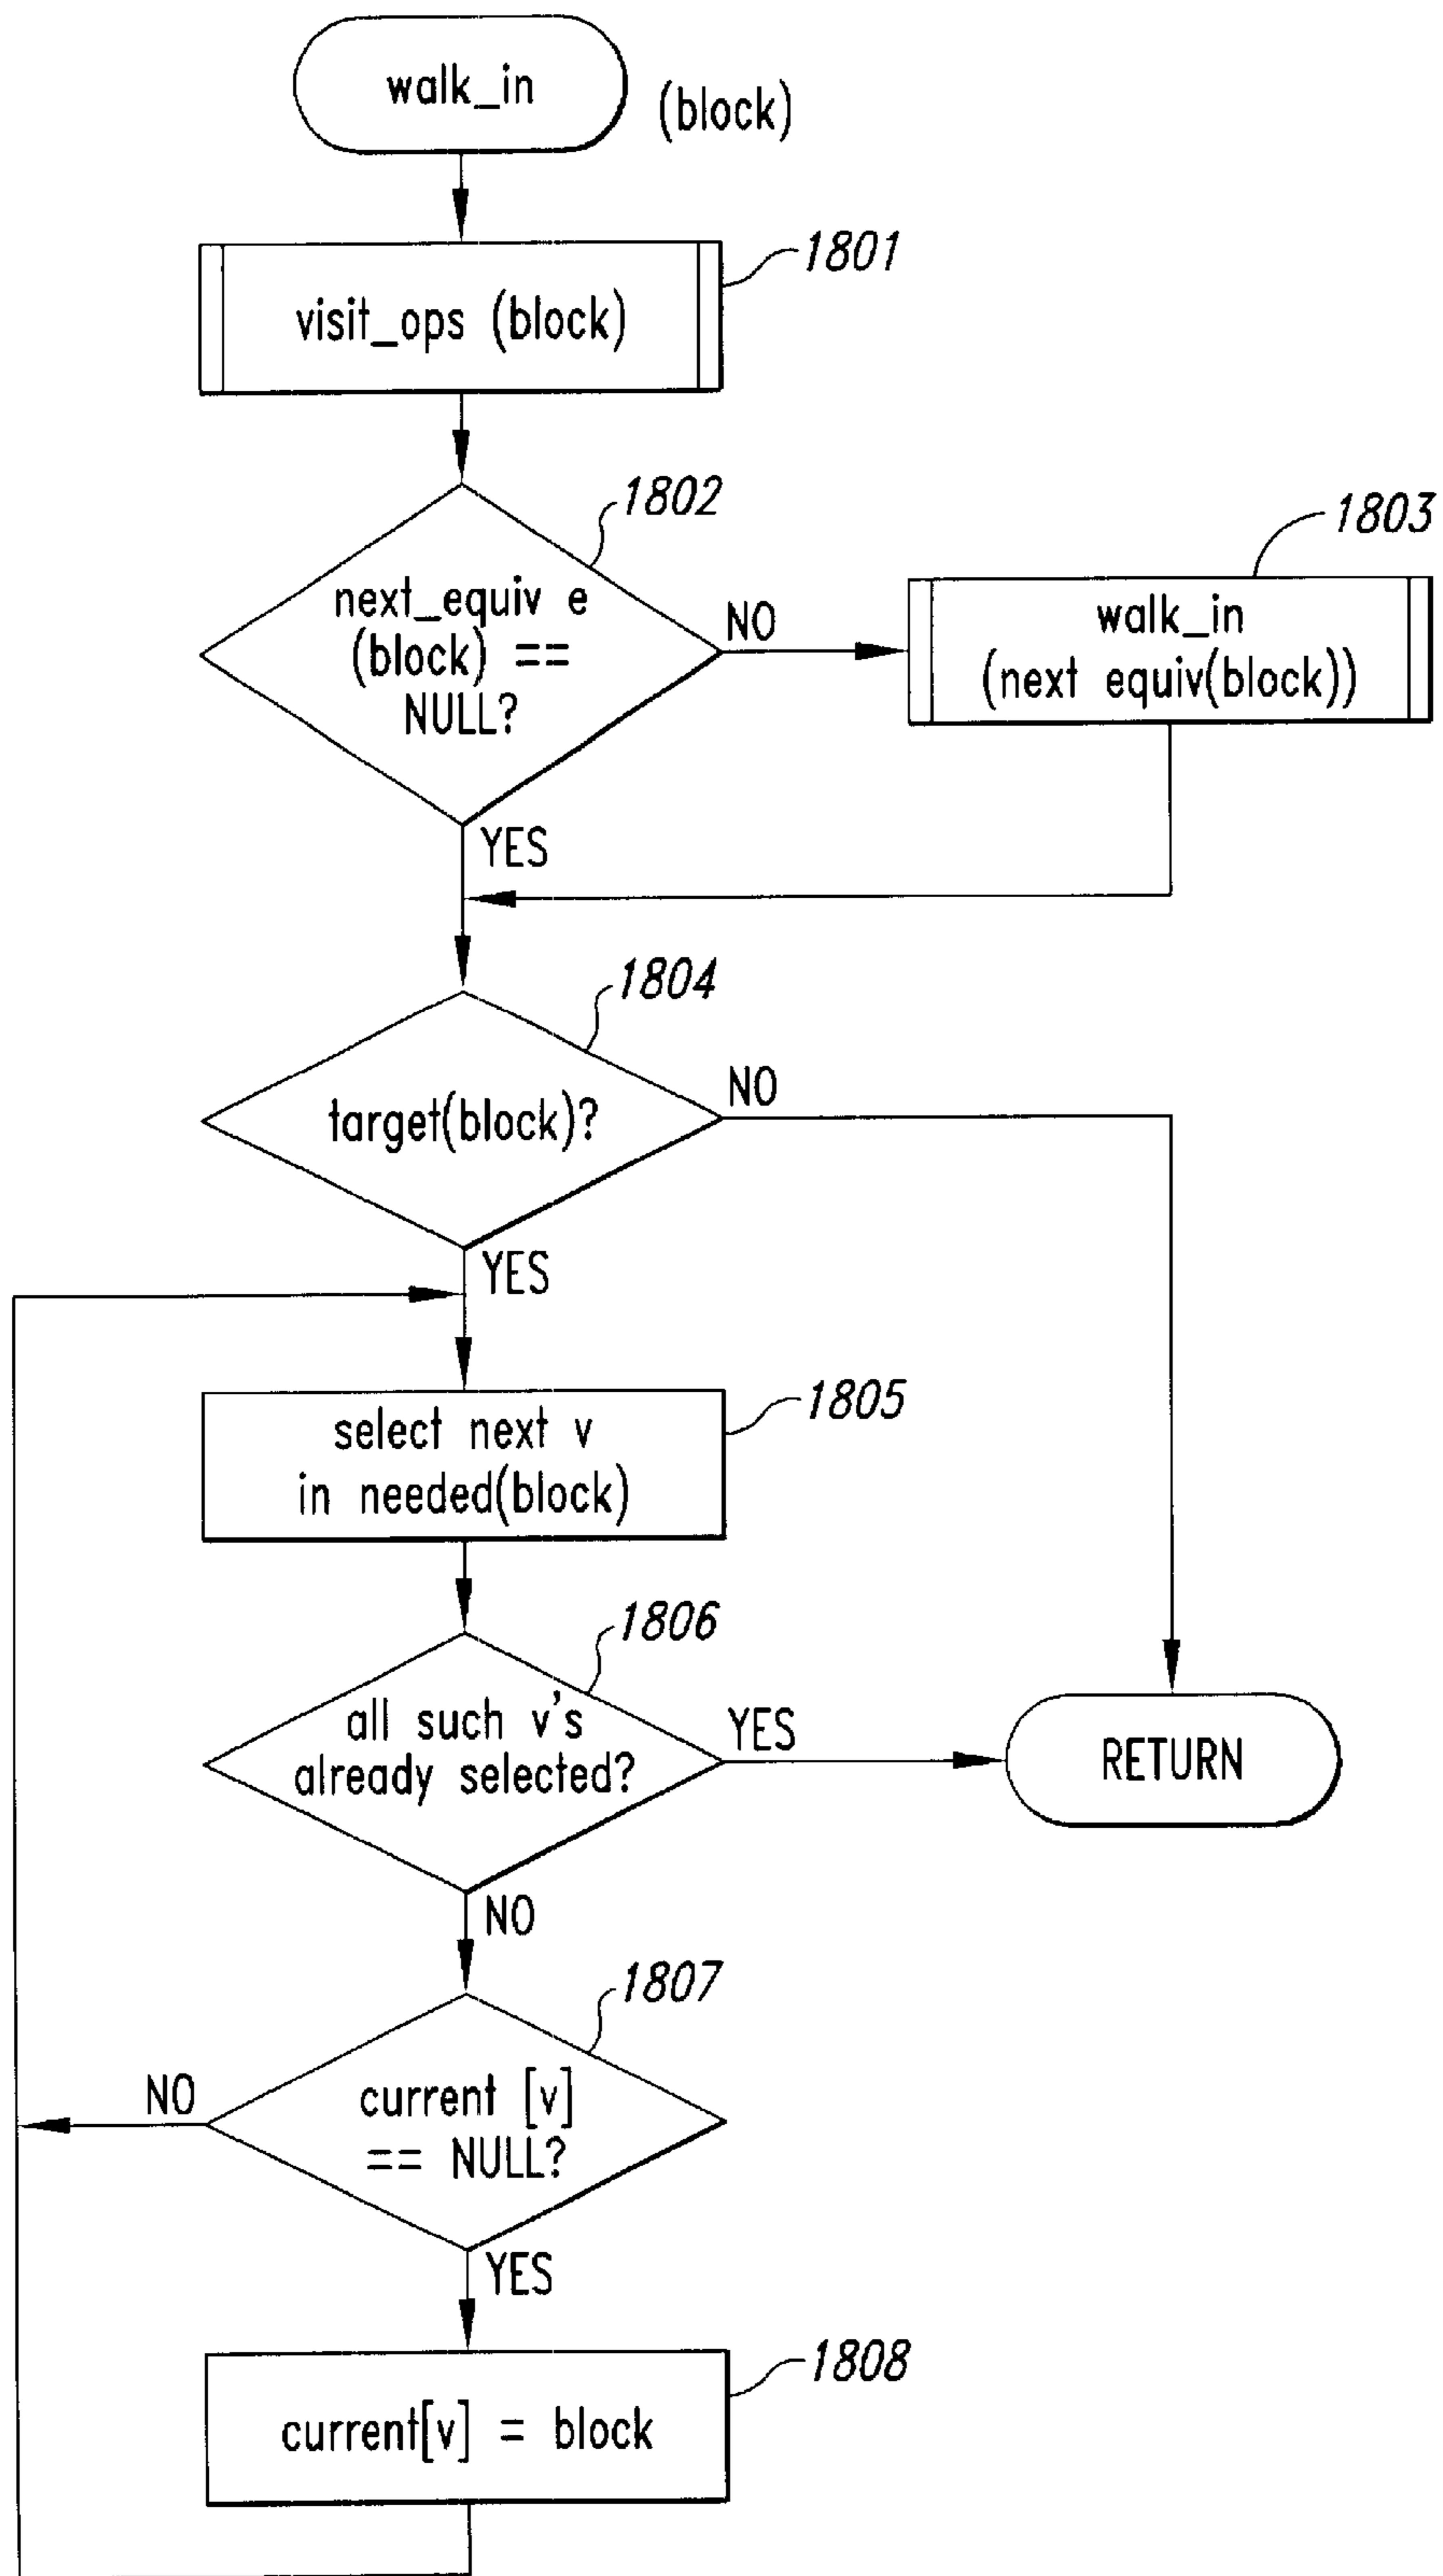 walk_in
(block)
1801
visit_ops (block)
1802
next_equiv e
(block) ==
NULL?
NO
1803
walk_in
(next equiv(block))
YES
1804
target(block)?
NO
YES
1805
select next v
in needed(block)
1806
all such v's
already selected?
YES
RETURN
NO
1807
current [v]
== NULL?
NO
YES
1808
current[v] = block